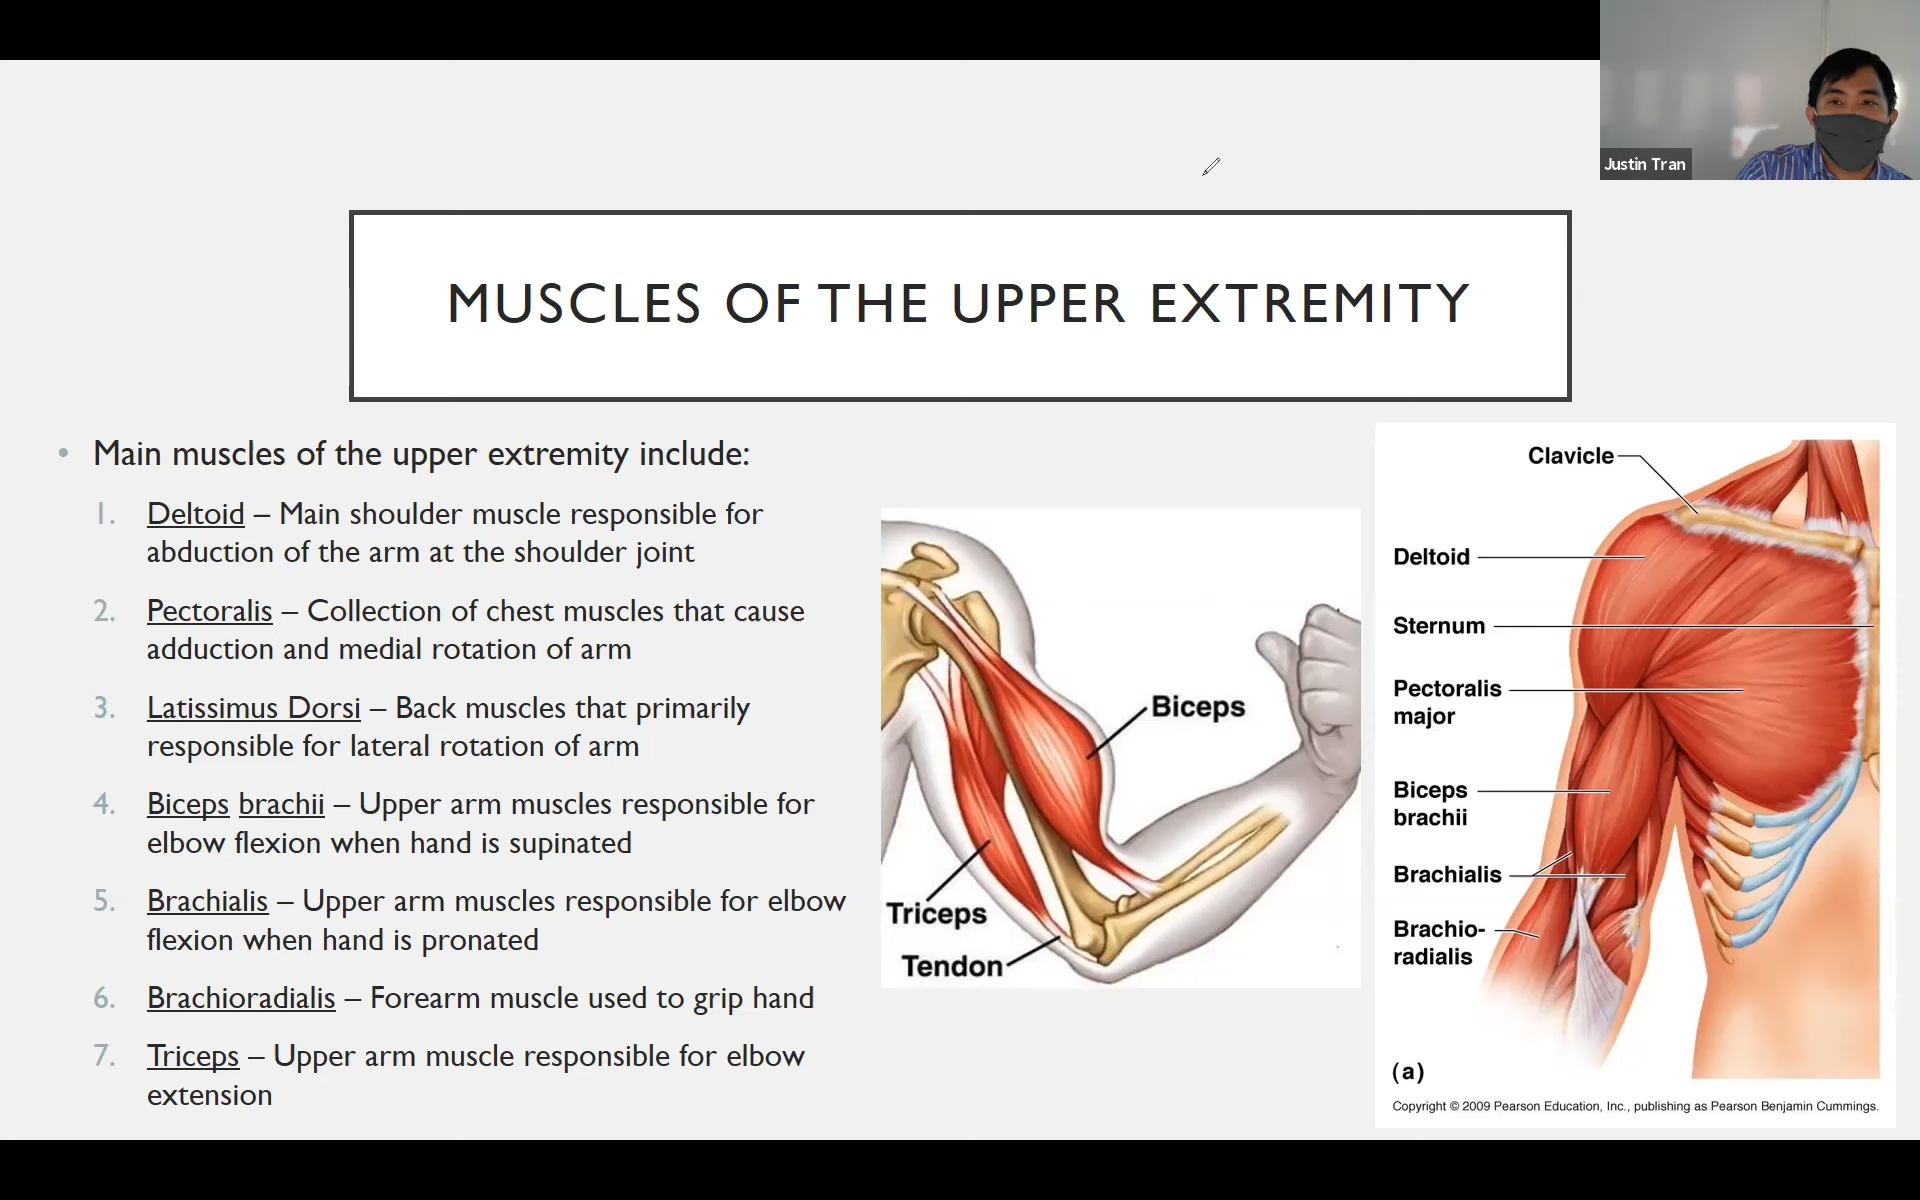 Justin Tran
MUSCLES OF THE UPPER EXTREMITY
• Main muscles of the upper extremity include:
1. Deltoid – Main shoulder muscle responsible for
abduction of the arm at the shoulder joint
2. Pectoralis – Collection of chest muscles that cause
adduction and medial rotation of arm
3. Latissimus Dorsi – Back muscles that primarily
responsible for lateral rotation of arm
4. Biceps brachii – Upper arm muscles responsible for
elbow flexion when hand is supinated
5. Brachialis – Upper arm muscles responsible for elbow
flexion when hand is pronated
6. Brachioradialis – Forearm muscle used to grip hand
7. Triceps – Upper arm muscle responsible for elbow
extension
Biceps
Triceps
Tendon
Clavicle
Deltoid
Sternum
Pectoralis
major
Biceps
brachii
Brachialis
Brachio-
radialis
(a)
Copyright © 2009 Pearson Education, Inc., publishing as Pearson Benjamin Cummings.